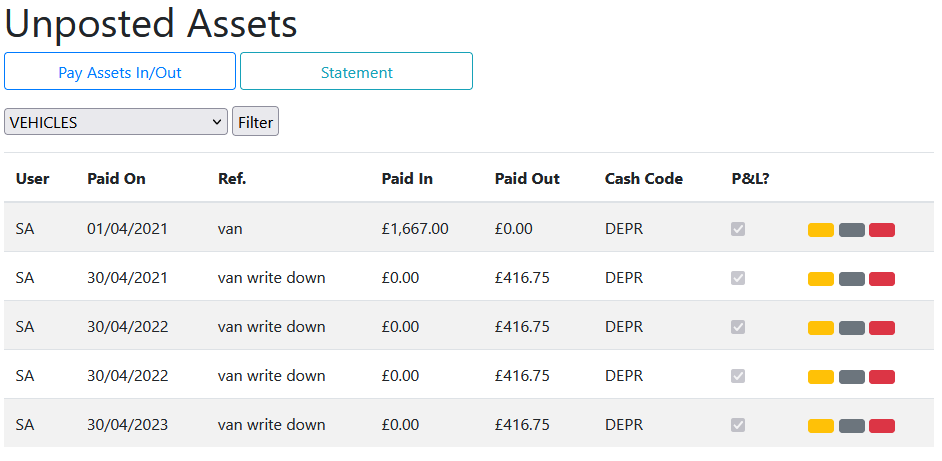 Unposted Assets
Pay Assets In/Out Statement
VEHICLES Filter
User Paid On Ref. Paid In Paid Out Cash Code P&L?
SA 01/04/2021 van £1,667.00 £0.00 DEPR
SA 30/04/2021 van write down £0.00 £416.75 DEPR
SA 30/04/2022 van write down £0.00 £416.75 DEPR
SA 30/04/2022 van write down £0.00 £416.75 DEPR
SA 30/04/2023 van write down £0.00 £416.75 DEPR